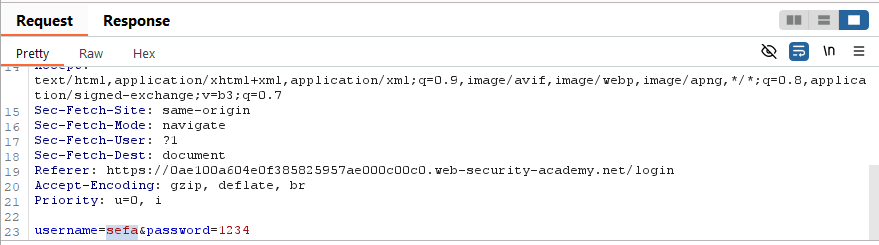 Request Response
Pretty Raw Hex \n
14 Accept:
text/html,application/xhtml+xml,application/xml;q=0.9,image/avif,image/webp,image/apng,*/*;q=0.8,applica
tion/signed-exchange;v=b3;q=0.7
15 Sec-Fetch-Site: same-origin
16 Sec-Fetch-Mode: navigate
17 Sec-Fetch-User: ?1
18 Sec-Fetch-Dest: document
19 Referer: https://0ae100a604e0f385825957ae000c00c0.web-security-academy.net/login
20 Accept-Encoding: gzip, deflate, br
21 Priority: u=0, i
22
23 username=sefa&password=1234